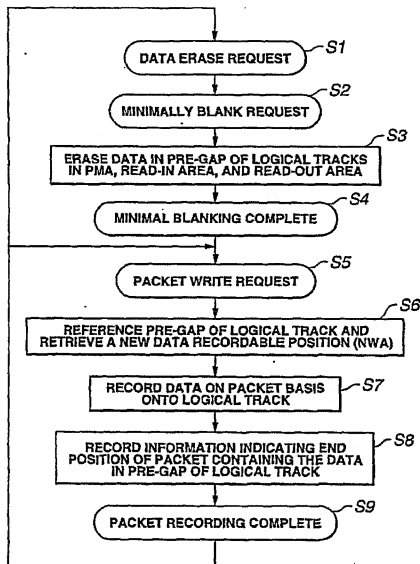 S1
DATA ERASE REQUEST
S2
MINIMALLY BLANK REQUEST
S3
ERASE DATA IN PRE-GAP OF LOGICAL TRACKS
IN PMA, READ-IN AREA, AND READ-OUT AREA
S4
MINIMAL BLANKING COMPLETE
S5
PACKET WRITE REQUEST
S6
REFERENCE PRE-GAP OF LOGICAL TRACK AND
RETRIEVE A NEW DATA RECORDABLE POSITION (NWA)
S7
RECORD DATA ON PACKET BASIS
ONTO LOGICAL TRACK
S8
RECORD INFORMATION INDICATING END
POSITION OF PACKET CONTAINING THE DATA
IN PRE-GAP OF LOGICAL TRACK
S9
PACKET RECORDING COMPLETE